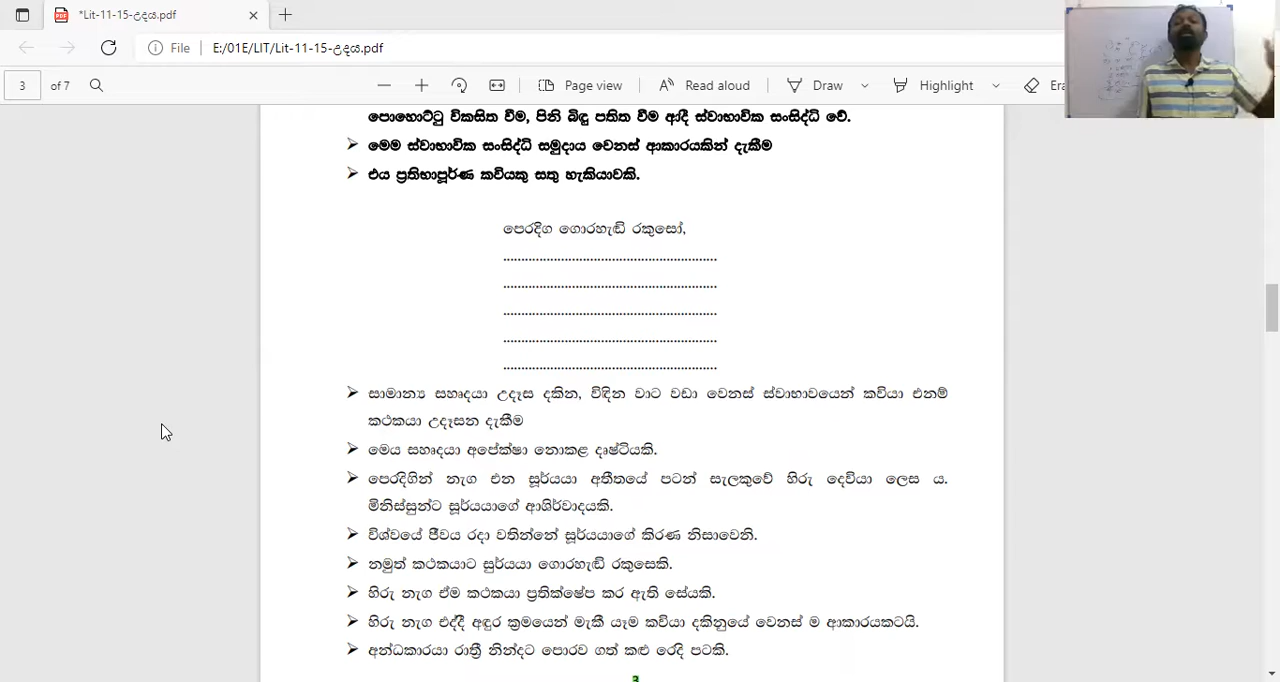 *Lit-11-15-උදය.pdf
File E:/01E/LIT/Lit-11-15-උදය.pdf
3 of 7 Page view Read aloud Draw Highlight Era
පොහොට්ටු විකසිත වීම, පිනි බිඳු පතිත වීම ආදී ස්වාභාවික සංසිද්ධි වේ.
➢ මෙම ස්වාභාවික සංසිද්ධි සමුදාය වෙනස් ආකාරයකින් දැකීම
➢ එය ප්‍රතිභාපූර්ණ කවියකු සතු හැකියාවකි.
පෙරදිග ගොරහැඬි රකුසෝ,
......................................................
......................................................
......................................................
......................................................
......................................................
➢ සාමාන්‍ය සහෘදයා උදෑස දකින, විඳින වාට වඩා වෙනස් ස්වාභාවයෙන් කවියා එනම්
කථකයා උදෑසන දැකීම
➢ මෙය සහෘදයා අපේක්ෂා නොකළ දෘෂ්ටියකි.
➢ පෙරදිගින් නැග එන සූර්යයා අතීතයේ පටන් සැලකුවේ හිරු දෙවියා ලෙස ය.
මිනිස්සුන්ට සූර්යයාගේ ආශිර්වාදයකි.
➢ විශ්වයේ ජීවය රඳා වතින්නේ සූර්යයාගේ කිරණ නිසාවෙනි.
➢ නමුත් කථකයාට සූර්යයා ගොරහැඬි රකුසෙකි.
➢ හිරු නැග ඒම කථකයා ප්‍රතික්ෂේප කර ඇති සේයකි.
➢ හිරු නැග එද්දී අඳුර ක්‍රමයෙන් මැකී යෑම කවියා දකිනුයේ වෙනස් ම ආකාරයකටයි.
➢ අන්ධකාරයා රාත්‍රී නින්දට පොරව ගත් කළු රෙදි පටකි.
3